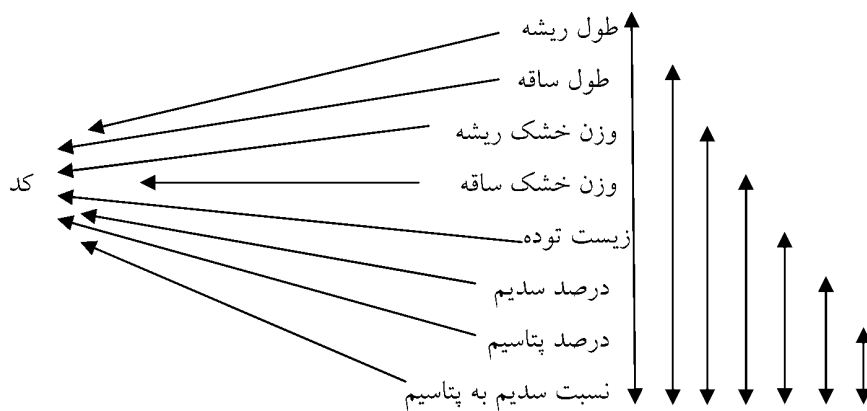 طول ریشه
طول ساقه
وزن خشک ریشه
وزن خشک ساقه
کد
زیست توده
درصد سدیم
درصد پتاسیم
نسبت سدیم به پتاسیم